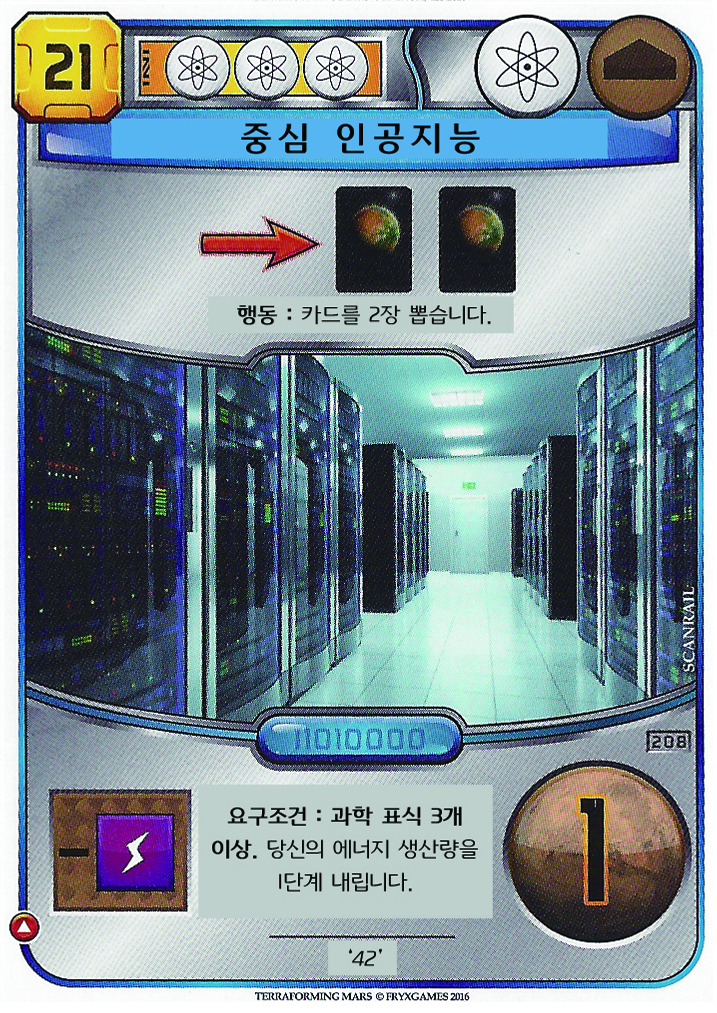 21
중심 인공지능
행동 : 카드를 2장 뽑습니다.
SCANRAIL
11010000
208
요구조건 : 과학 표식 3개
이상. 당신의 에너지 생산량을
1단계 내립니다.
1
‘42’
TERRAFORMING MARS © FRYXGAMES 2016